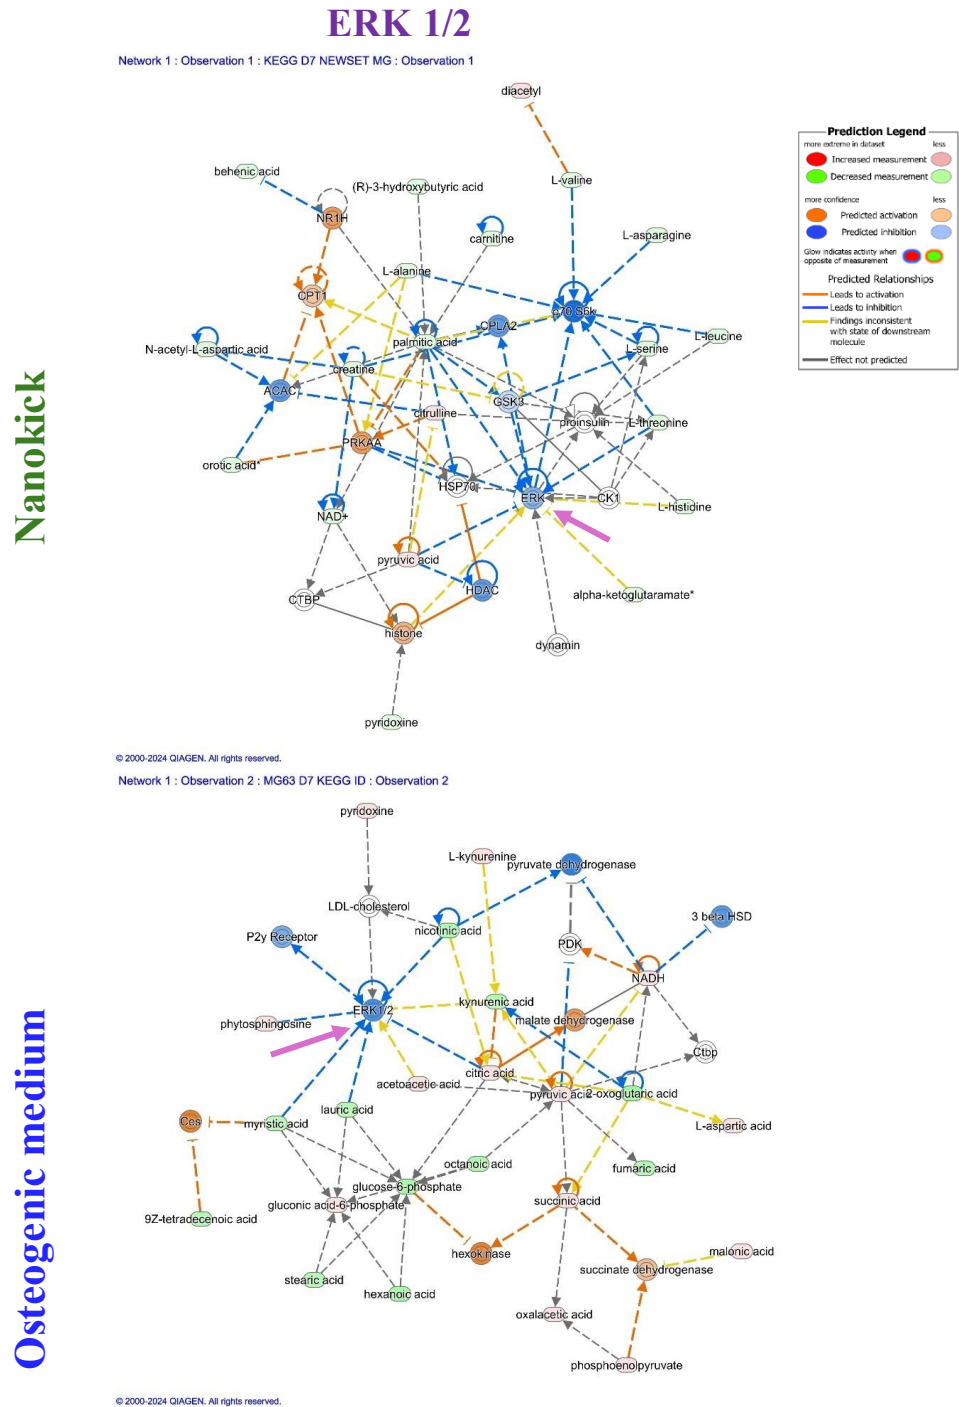 ERK 1/2
Nanokick
Network 1 : Observation 1 : KEGG D7 NEWSET MG : Observation 1
diacetyl
behenic acid
(R)-3-hydroxybutyric acid
L-valine
NR1H
carnitine
L-asparagine
L-alanine
CPT1
p70 S6k
CPLA2
N-acetyl-L-aspartic acid
palmitic acid
L-serine
L-leucine
creatine
ACAC
GSK3
citrulline
proinsulin
L-threonine
PRKAA
orotic acid*
HSP70
ERK
CK1
L-histidine
NAD+
pyruvic acid
HDAC
alpha-ketoglutaramate*
CTBP
histone
dynamin
pyridoxine
© 2000-2024 QIAGEN. All rights reserved.
Prediction Legend
more extreme in dataset
less
Increased measurement
Decreased measurement
more confidence
less
Predicted activation
Predicted inhibition
Glow indicates activity when
opposite of measurement
Predicted Relationships
Leads to activation
Leads to inhibition
Findings inconsistent
with state of downstream
molecule
Effect not predicted
Osteogenic medium
Network 1 : Observation 2 : MG63 D7 KEGG ID : Observation 2
pyridoxine
L-kynurenine
pyruvate dehydrogenase
LDL-cholesterol
3 beta HSD
nicotinic acid
P2y Receptor
PDK
NADH
kynurenic acid
ERK1/2
phytosphingosine
malate dehydrogenase
Ctbp
citric acid
acetoacetic acid
pyruvic acid
2-oxoglutaric acid
lauric acid
Ces
myristic acid
L-aspartic acid
octanoic acid
fumaric acid
glucose-6-phosphate
gluconic acid-6-phosphate
succinic acid
9Z-tetradecenoic acid
hexokinase
malonic acid
succinate dehydrogenase
stearic acid
hexanoic acid
oxalacetic acid
phosphoenolpyruvate
© 2000-2024 QIAGEN. All rights reserved.